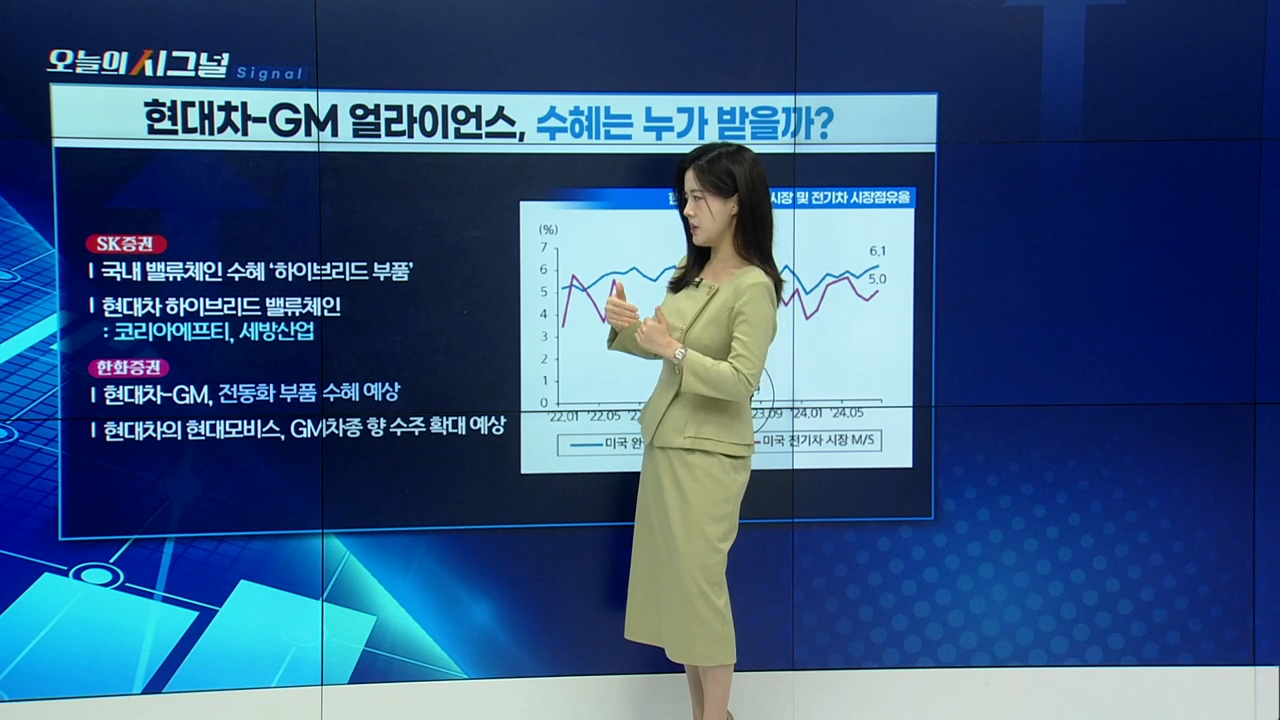 오늘의 시그널 Signal
현대차-GM 얼라이언스, 수혜는 누가 받을까?
SK증권
국내 밸류체인 수혜 '하이브리드 부품'
현대차 하이브리드 밸류체인
: 코리아에프티, 세방산업
한화증권
현대차-GM, 전동화 부품 수혜 예상
현대차의 현대모비스, GM차종 향 수주 확대 예상
시장 및 전기차 시장점유율
(%)
7
6
5
4
3
2
1
0
6.1
5.0
'22.01 '22.05 '23.09 '24.01 '24.05
미국 완 미국 전기차 시장 M/S